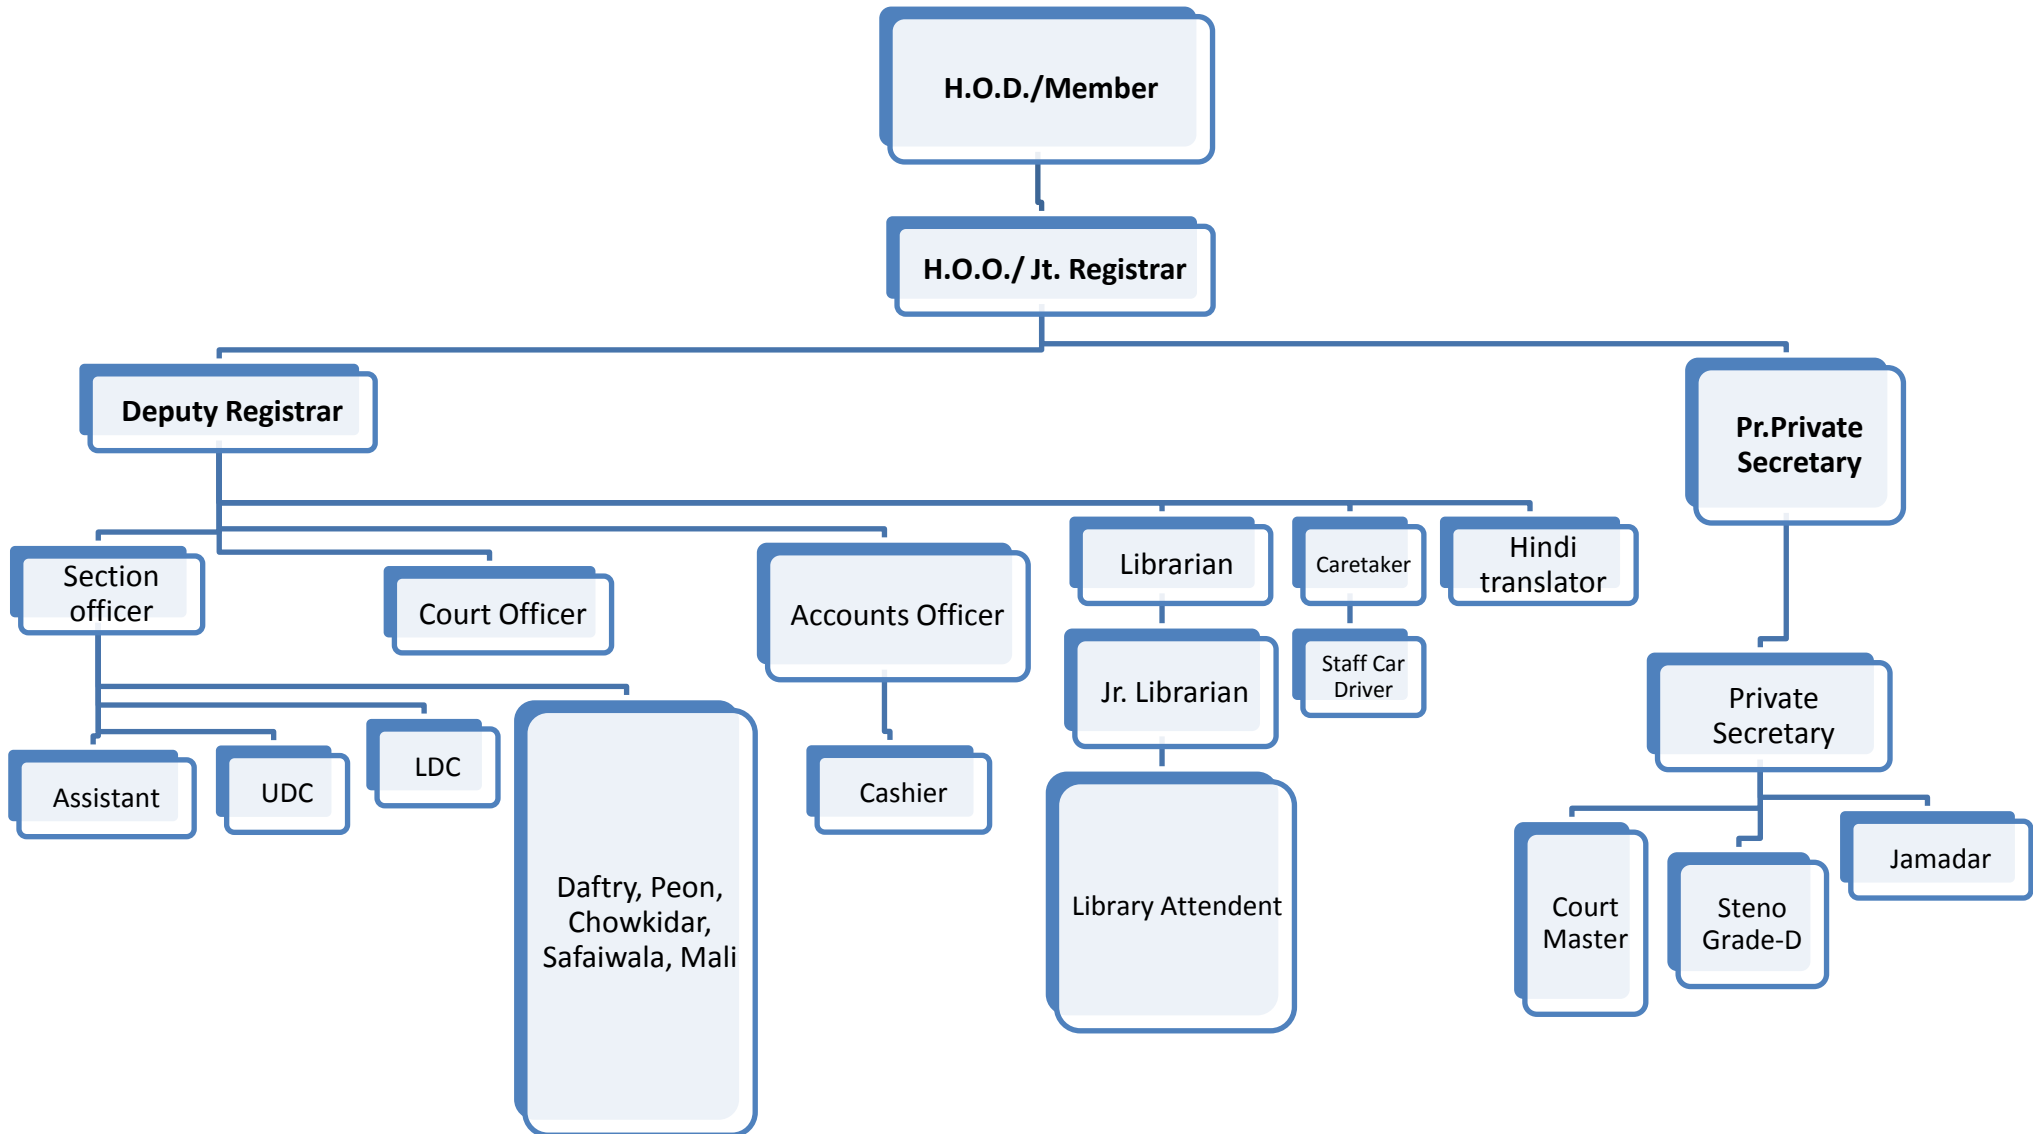 H.O.D./Member
H.O.O./ Jt. Registrar
Deputy Registrar
Pr.Private
Secretary
Section
officer
Court Officer
Accounts Officer
Librarian
Caretaker
Hindi
translator
Jr. Librarian
Staff Car
Driver
Private
Secretary
Assistant
UDC
LDC
Daftry, Peon,
Chowkidar,
Safaiwala, Mali
Cashier
Library Attendent
Court
Master
Steno
Grade-D
Jamadar